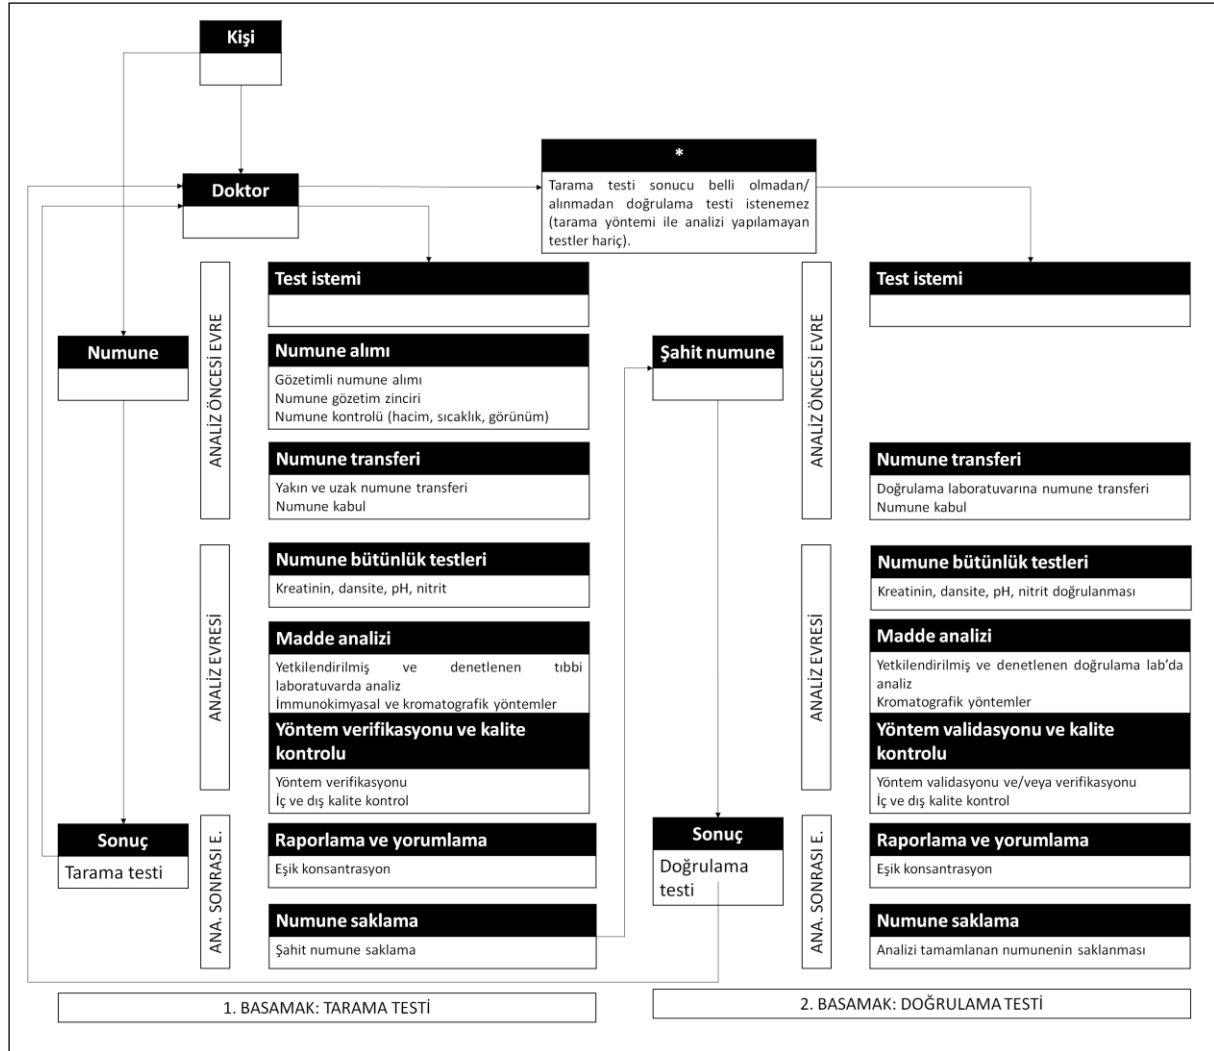 Kişi
Doktor
*
Tarama testi sonucu belli olmadan/
alınmadan doğrulama testi istenemez
(tarama yöntemi ile analizi yapılamayan
testler hariç).
ANALİZ ÖNCESİ EVRE
Test istemi
Numune
Numune alımı
Gözetimli numune alımı
Numune gözetim zinciri
Numune kontrolü (hacim, sıcaklık, görünüm)
Numune transferi
Yakın ve uzak numune transferi
Numune kabul
ANALİZ EVRESİ
Numune bütünlük testleri
Kreatinin, dansite, pH, nitrit
Madde analizi
Yetkilendirilmiş ve denetlenen tıbbi
laboratuvarda analiz
İmmunokimyasal ve kromatografik yöntemler
Yöntem verifikasyonu ve kalite
kontrolu
Yöntem verifikasyonu
İç ve dış kalite kontrol
Sonuç
Tarama testi
ANA. SONRASI E.
Raporlama ve yorumlama
Eşik konsantrasyon
Numune saklama
Şahit numune saklama
1. BASAMAK: TARAMA TESTİ
Şahit numune
ANALİZ ÖNCESİ EVRE
Test istemi
Numune transferi
Doğrulama laboratuvarına numune transferi
Numune kabul
ANALİZ EVRESİ
Numune bütünlük testleri
Kreatinin, dansite, pH, nitrit doğrulanması
Madde analizi
Yetkilendirilmiş ve denetlenen doğrulama lab’da
analiz
Kromatografik yöntemler
Yöntem validasyonu ve kalite
kontrolu
Yöntem validasyonu ve/veya verifikasyonu
İç ve dış kalite kontrol
Sonuç
Doğrulama
testi
ANA. SONRASI E.
Raporlama ve yorumlama
Eşik konsantrasyon
Numune saklama
Analizi tamamlanan numunenin saklanması
2. BASAMAK: DOĞRULAMA TESTİ